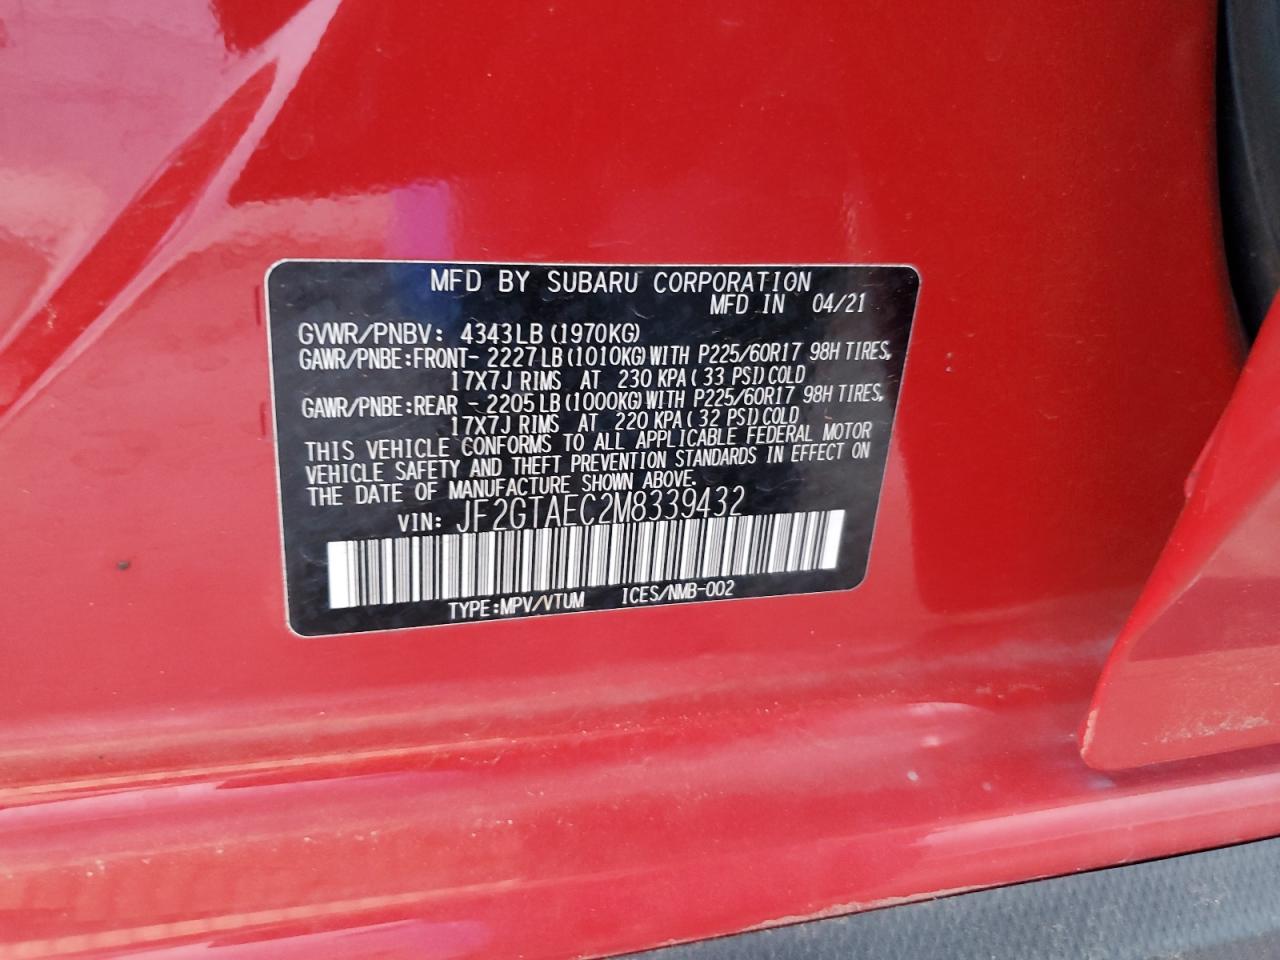 MFD BY SUBARU CORPORATION
MFD IN 04/21
GVWR/PNBV: 4343LB (1970KG)
GAWR/PNBE:FRONT- 2227LB(1010KG)WITH P225/60R17 98H TIRES,
17X7J RIMS AT 230 KPA( 33 PSI)COLD
GAWR/PNBE:REAR - 2205LB(1000KG)WITH P225/60R17 98H TIRES,
17X7J RIMS AT 220 KPA( 32 PSI)COLD
THIS VEHICLE CONFORMS TO ALL APPLICABLE FEDERAL MOTOR
VEHICLE SAFETY AND THEFT PREVENTION STANDARDS IN EFFECT ON
THE DATE OF MANUFACTURE SHOWN ABOVE.
VIN: JF2GTAEC2M8339432
TYPE:MPV/VTUM ICES/NMB-002